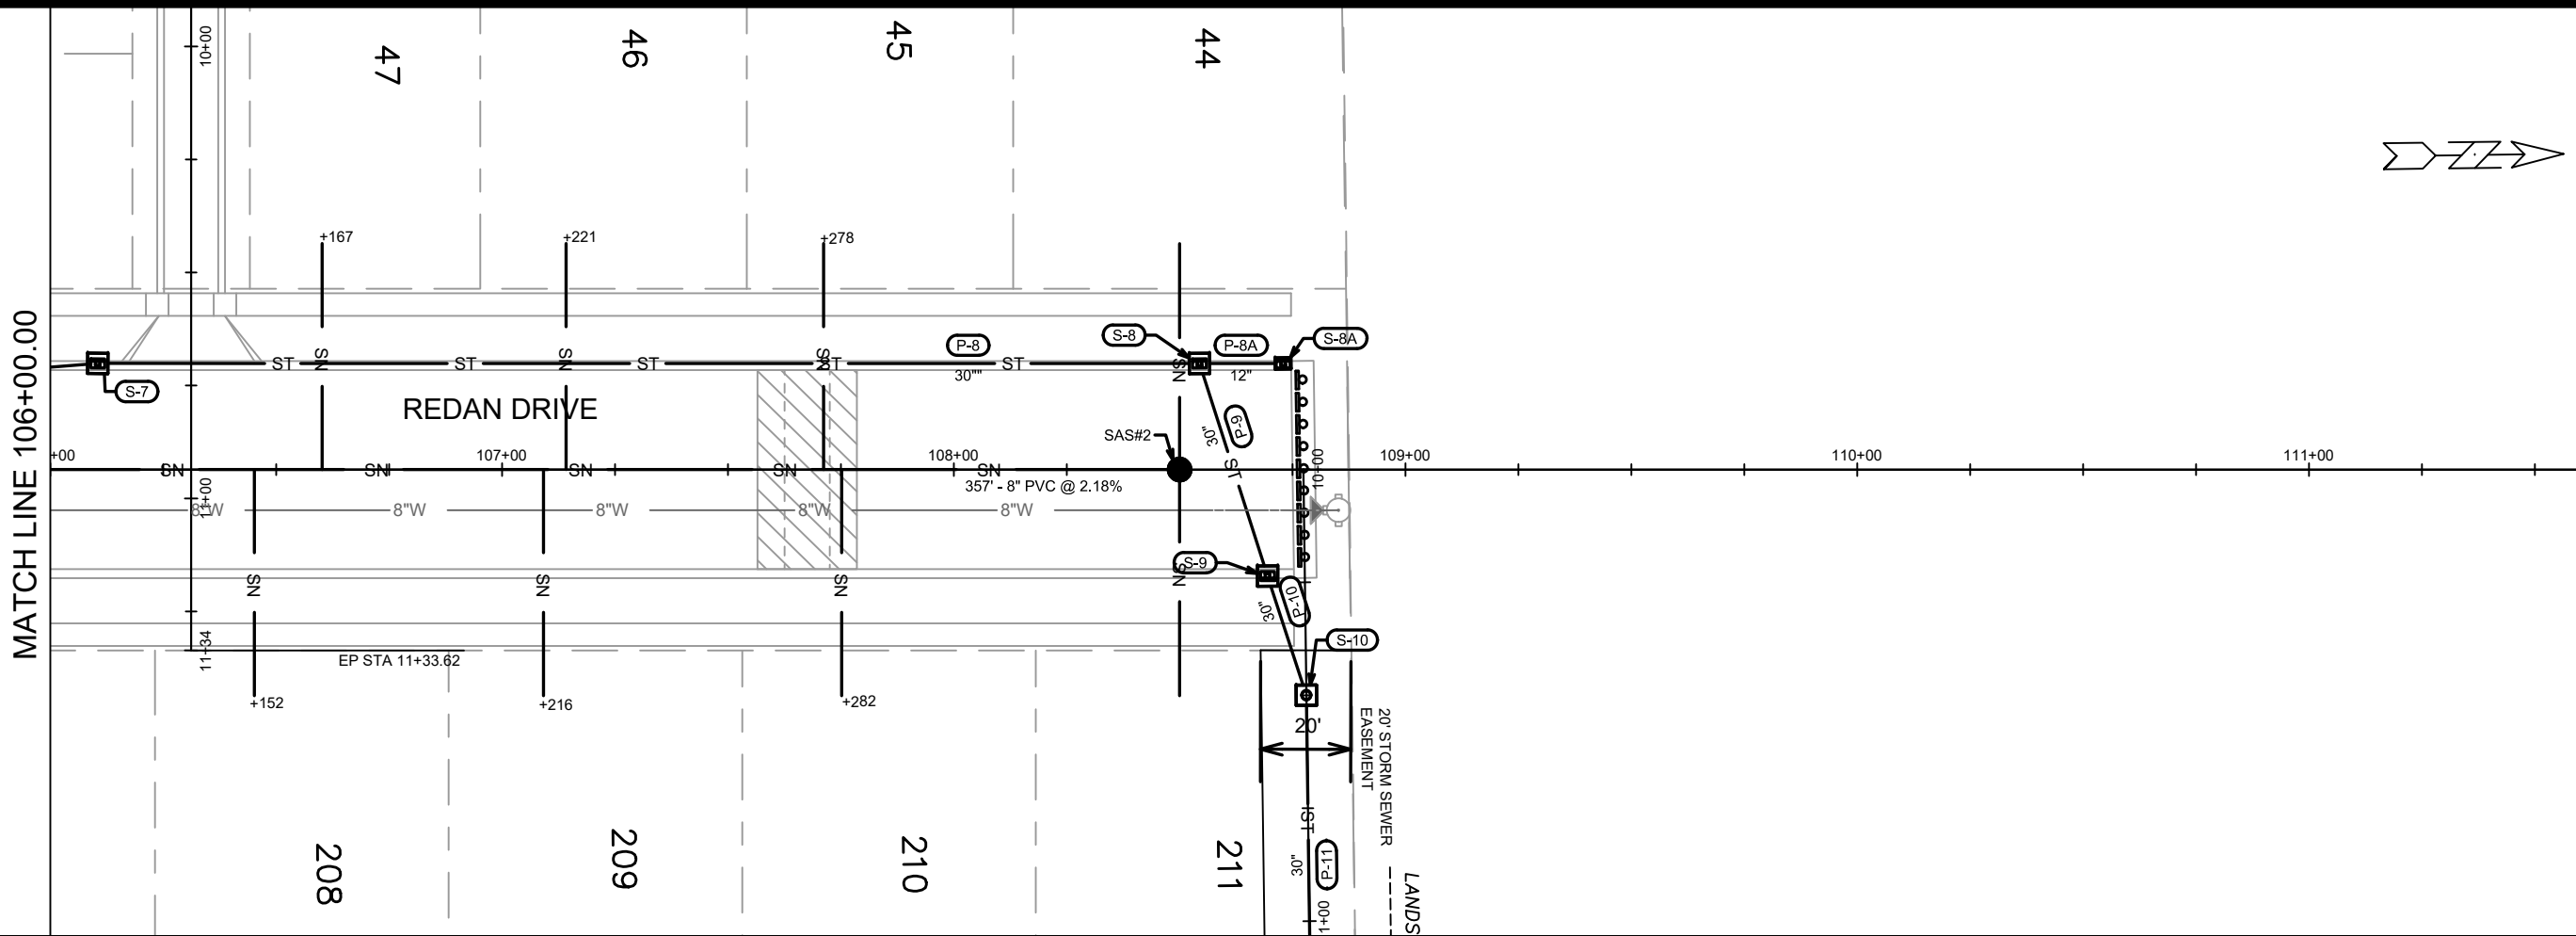 10+00
47
46
45
44
+167
+221
+278
MATCH LINE 106+00.00
S-7
ST
SN
ST
SN
ST
SN
ST
P-8
30""
ST
SN
S-8
P-8A
12"
S-8A
REDAN DRIVE
P-9
30"
ST
SAS#2
+00
107+00
108+00
109+00
110+00
111+00
SN
SN
SN
SN
SN
357' - 8" PVC @ 2.18%
10+00
11+00
8"W
8"W
8"W
8"W
8"W
SN
SN
SN
SN
S-9
P-10
30"
S-10
11+34
EP STA 11+33.62
+152
+216
+282
20'
20' STORM SEWER
EASEMENT
208
209
210
211
ST
30"
P-11
LANDS
1+00